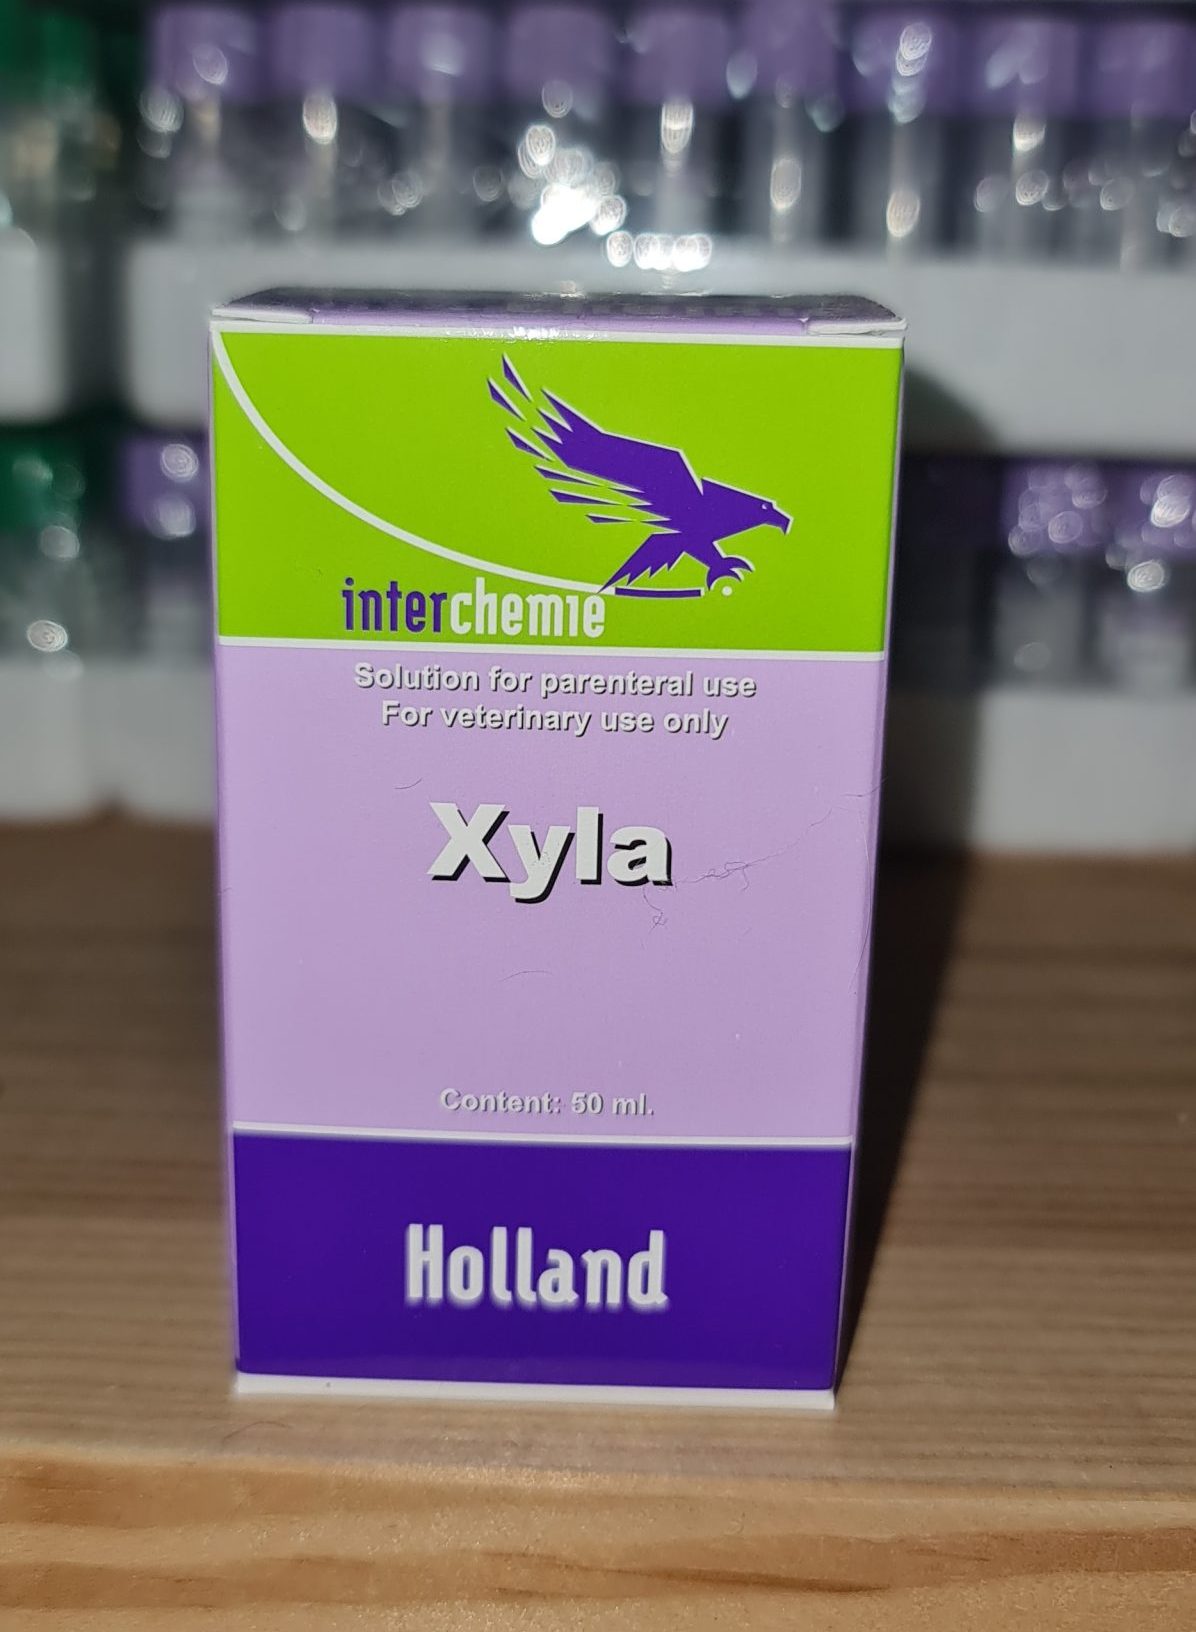 interchemie
Solution for parenteral use
For veterinary use only
Xyla
Content: 50 ml.
Holland